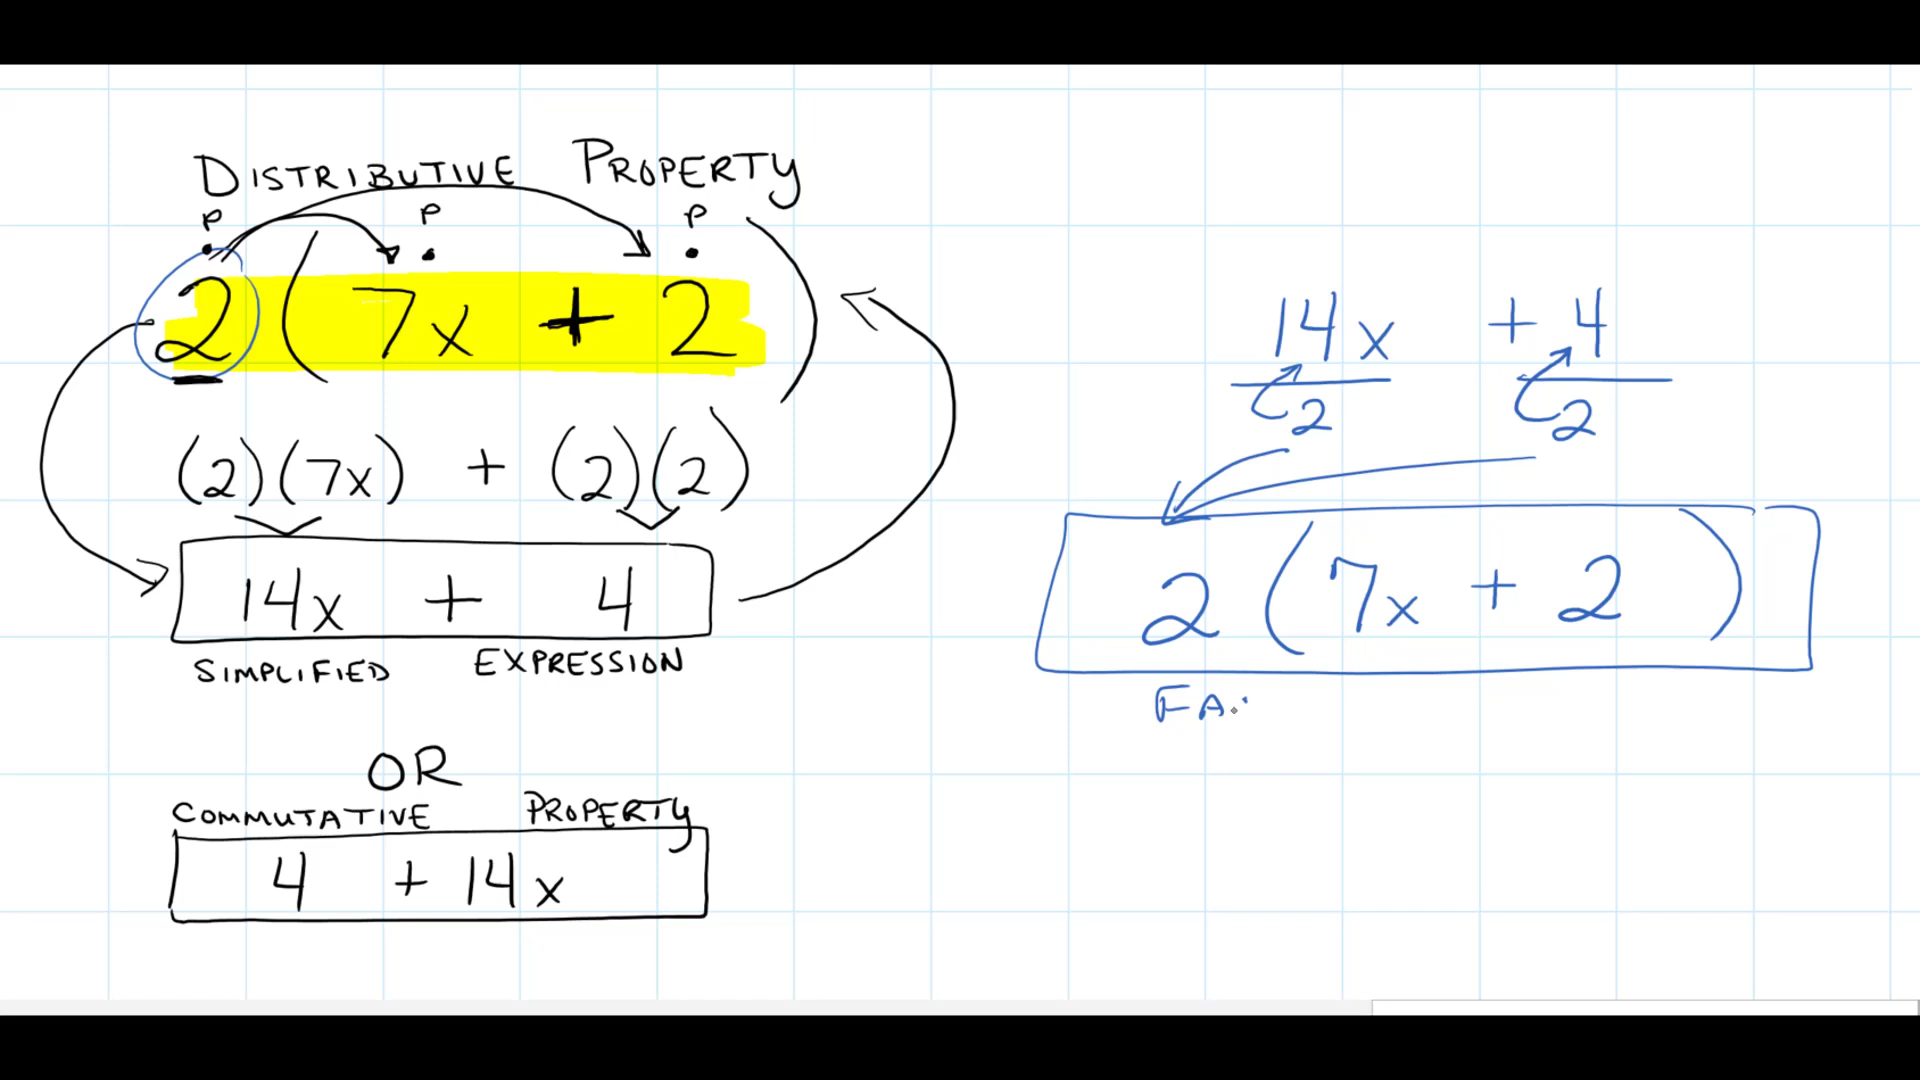 DISTRIBUTIVE PROPERTY
P P P
2 ( 7x + 2 )
(2)(7x) + (2)(2)
14x + 4
SIMPLIFIED EXPRESSION
OR
COMMUTATIVE PROPERTY
4 + 14x
14x + 4
2 2
2 ( 7x + 2 )
FA